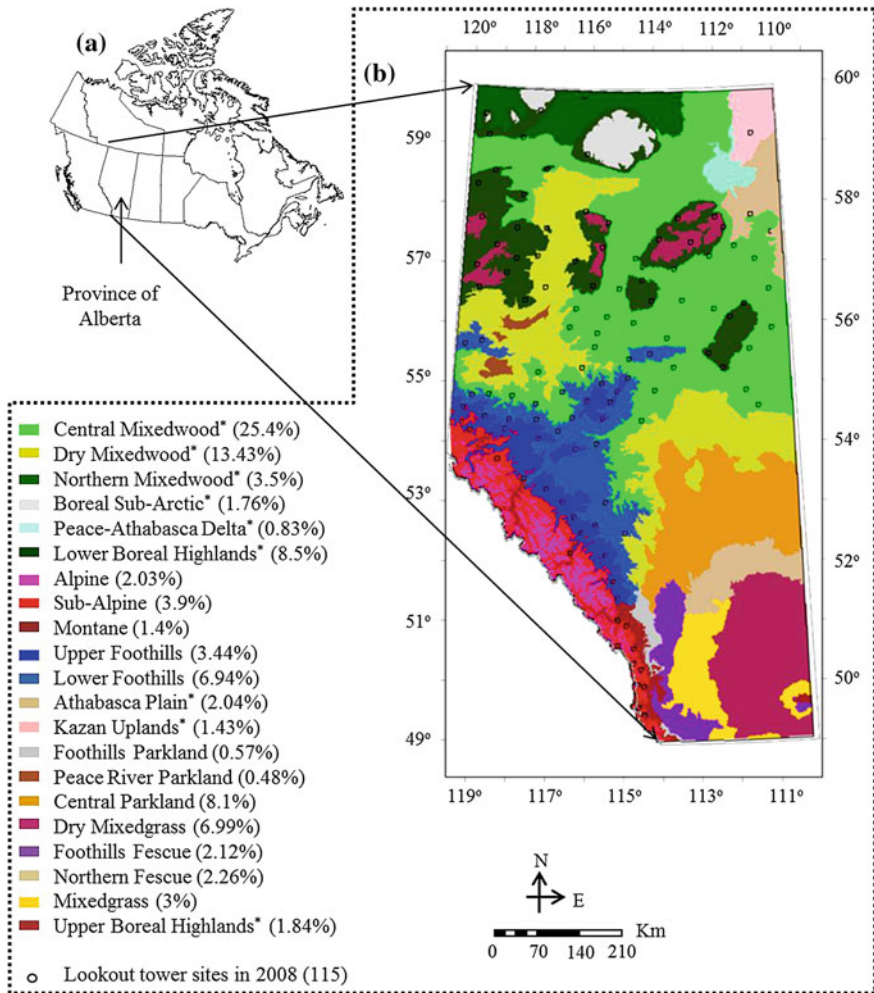 (a)
Province of
Alberta
(b)
120° 118° 116° 114° 112° 110°
60°
59°
58°
57°
56°
55°
54°
53°
52°
51°
50°
49°
119° 117° 115° 113° 111°
Central Mixedwood* (25.4%)
Dry Mixedwood* (13.43%)
Northern Mixedwood* (3.5%)
Boreal Sub-Arctic* (1.76%)
Peace-Athabasca Delta* (0.83%)
Lower Boreal Highlands* (8.5%)
Alpine (2.03%)
Sub-Alpine (3.9%)
Montane (1.4%)
Upper Foothills (3.44%)
Lower Foothills (6.94%)
Athabasca Plain* (2.04%)
Kazan Uplands* (1.43%)
Foothills Parkland (0.57%)
Peace River Parkland (0.48%)
Central Parkland (8.1%)
Dry Mixedgrass (6.99%)
Foothills Fescue (2.12%)
Northern Fescue (2.26%)
Mixedgrass (3%)
Upper Boreal Highlands* (1.84%)
Lookout tower sites in 2008 (115)
N
E
Km
0 70 140 210